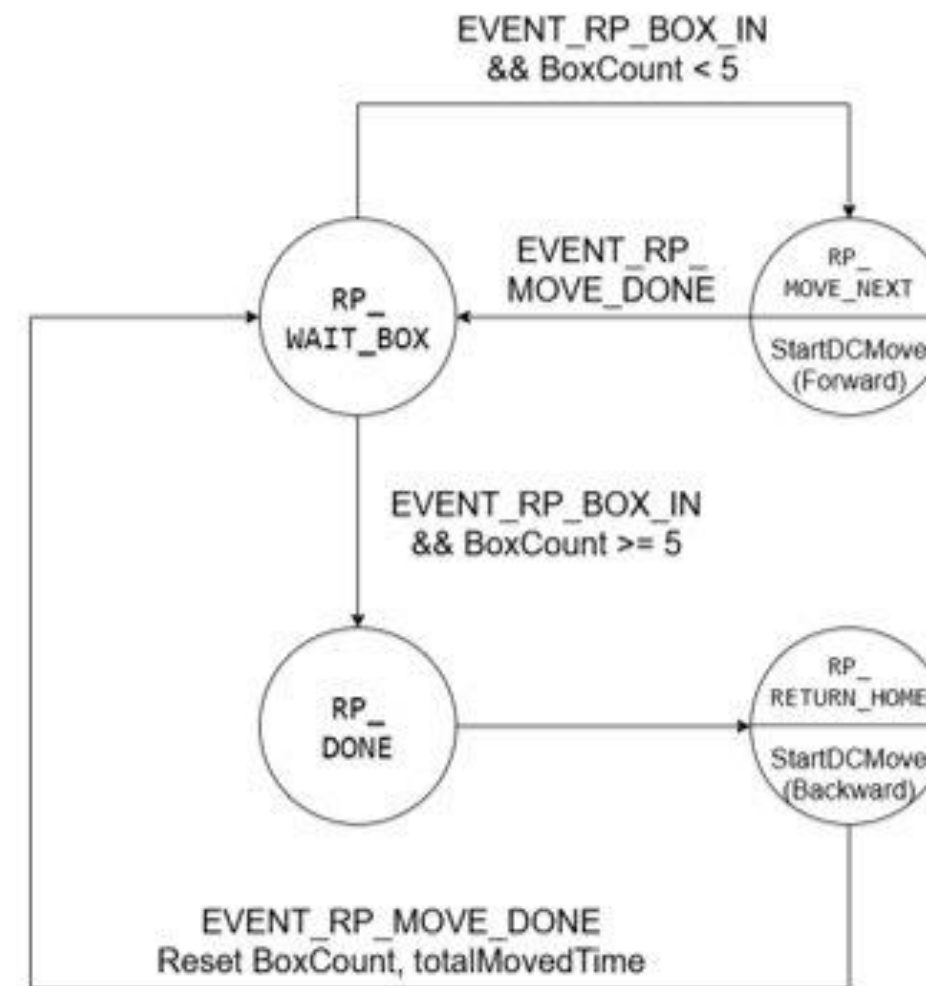 EVENT_RP_BOX_IN
&& BoxCount < 5
RP_
WAIT_BOX
EVENT_RP_
MOVE_DONE
RP_
MOVE_NEXT
StartDCMove
(Forward)
EVENT_RP_BOX_IN
&& BoxCount >= 5
RP_
DONE
RP_
RETURN_HOME
StartDCMove
(Backward)
EVENT_RP_MOVE_DONE
Reset BoxCount, totalMovedTime